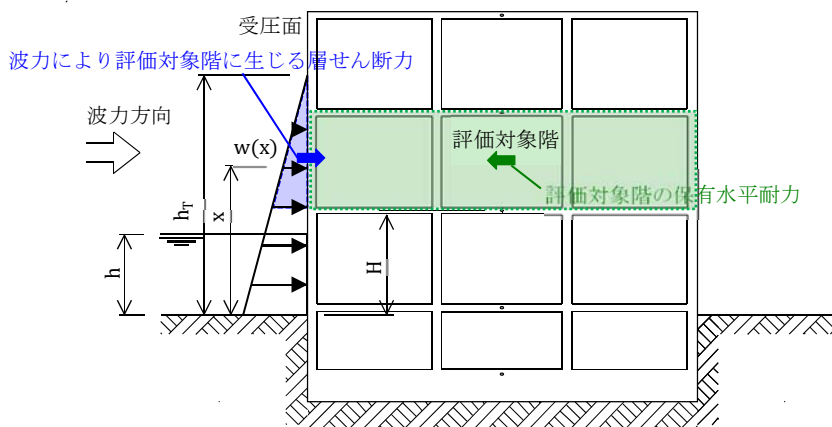 受圧面
波力により評価対象階に生じる層せん断力
波力方向
w(x)
評価対象階
評価対象階の保有水平耐力
hT
x
h
H